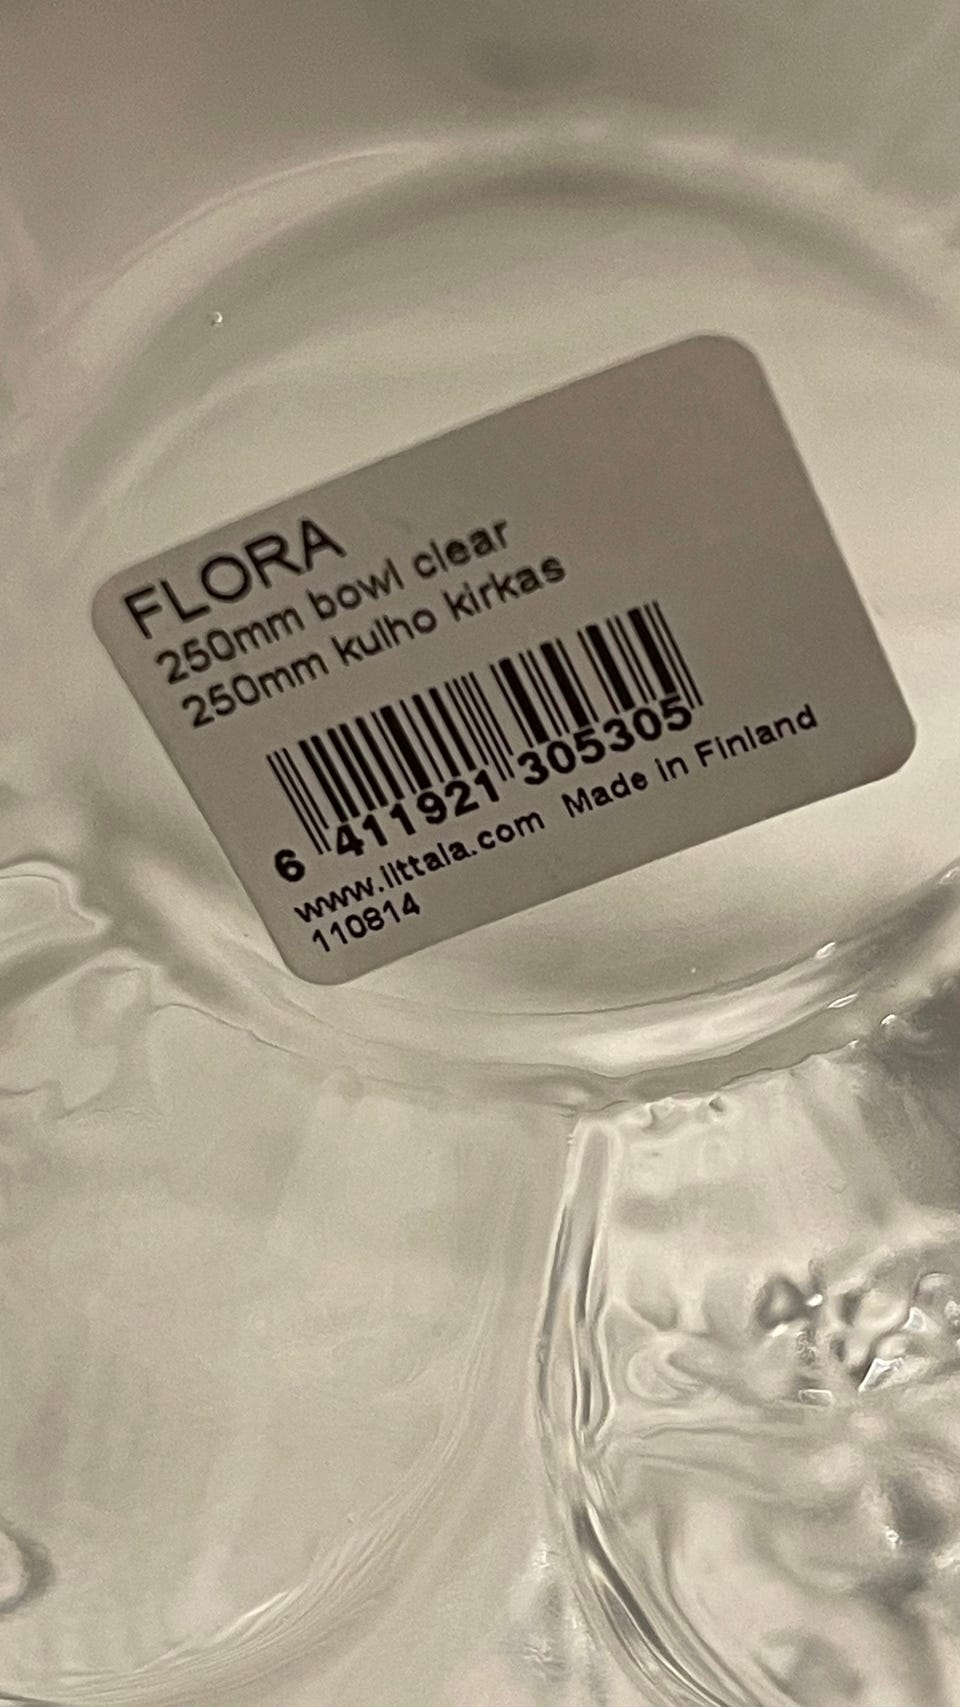 FLORA
250mm bowl clear
250mm kulho kirkas
6 411921 305305
www.iittala.com Made in Finland
110814